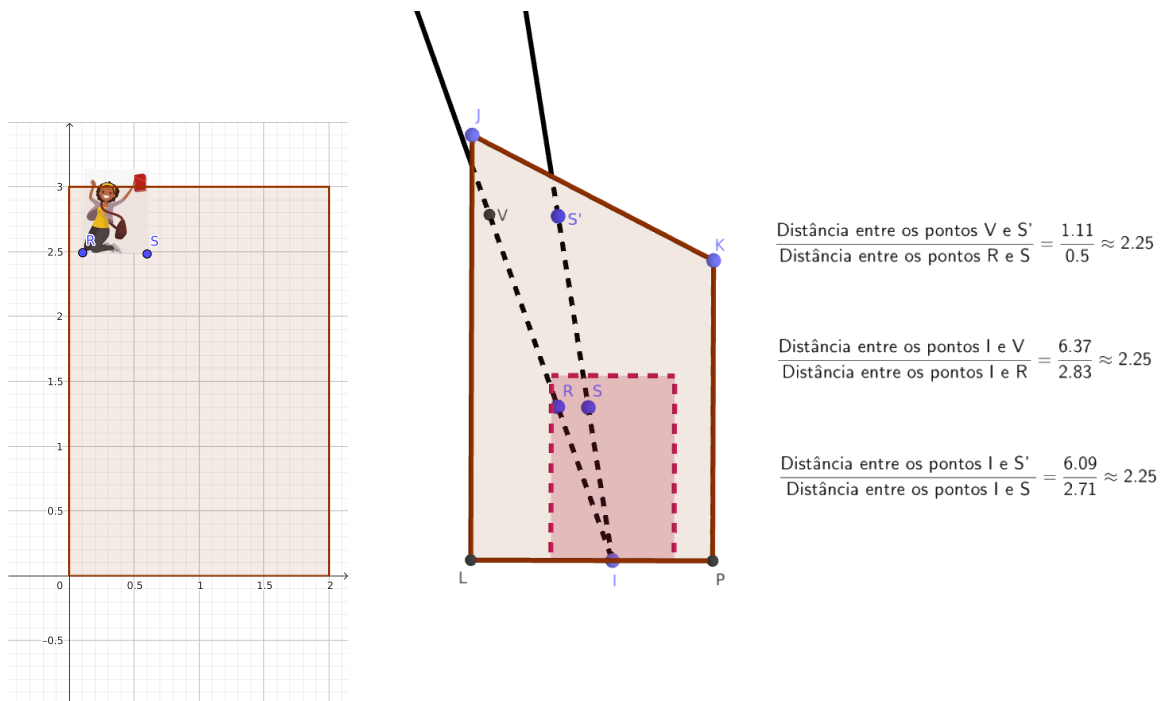 3
2.5
2
1.5
1
0.5
0
0.5
1
1.5
2
–0.5
R
S
J
V
S'
K
R
S
L
I
P
Distância entre os pontos V e S'
Distância entre os pontos R e S
= 1.11
0.5
≈ 2.25
Distância entre os pontos I e V
Distância entre os pontos I e R
= 6.37
2.83
≈ 2.25
Distância entre os pontos I e S'
Distância entre os pontos I e S
= 6.09
2.71
≈ 2.25